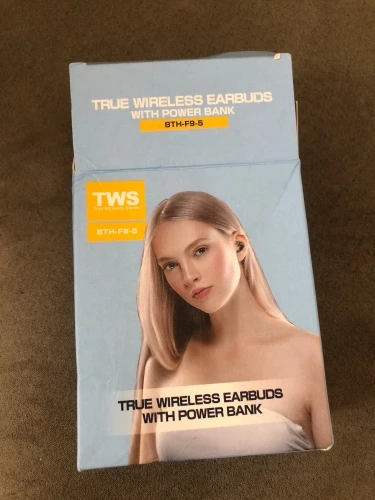 TRUE WIRELESS EARBUDS
WITH POWER BANK
BTH-F9-5
TWS
BTH-F9-5
TRUE WIRELESS EARBUDS
WITH POWER BANK